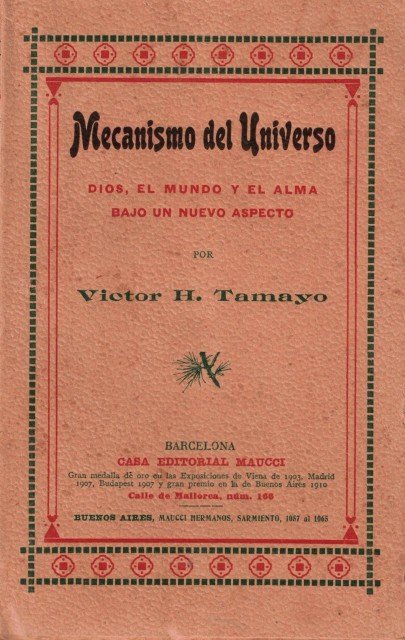 Mecanismo del Universo
DIOS, EL MUNDO Y EL ALMA
BAJO UN NUEVO ASPECTO
POR
Victor H. Tamayo
BARCELONA
CASA EDITORIAL MAUCCI
Gran medalla de oro en las Exposiciones de Viena de 1903, Madrid
1907, Budapest 1907 y gran premio en la de Buenos Aires 1910
Calle de Mallorca, núm. 166
BUENOS AIRES, MAUCCI HERMANOS, SARMIENTO, 1057 al 1065